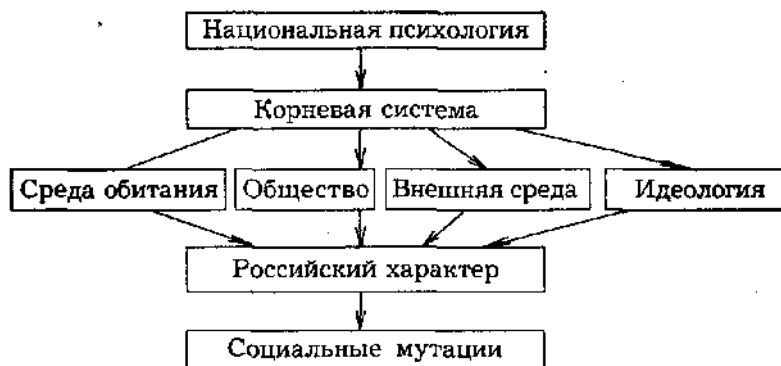 Национальная психология
Корневая система
Среда обитания
Общество
Внешняя среда
Идеология
Российский характер
Социальные мутации